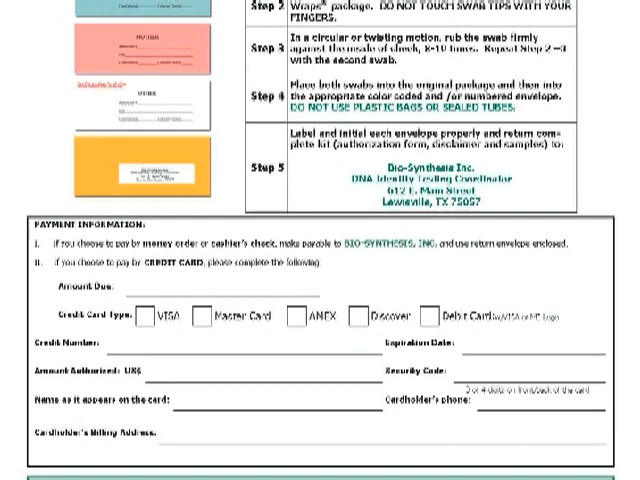 Step 2
Wraps® package. DO NOT TOUCH SWAB TIPS WITH YOUR
FINGERS.
Step 3
In a circular or twisting motion, rub the swab firmly
against the inside of cheek, 8-10 times. Repeat Step 2-3
with the second swab.
Step 4
Place both swabs into the original package and then into
the appropriate color coded and /or numbered envelope.
DO NOT USE PLASTIC BAGS OR SEALED TUBES.
Step 5
Label and initial each envelope properly and return com-
plete kit (authorization form, disclaimer and samples) to:
Bio-Synthesis Inc.
DNA Identity Testing Coordinator
612 E. Main Street
Lewisville, TX 75057
PAYMENT INFORMATION:
I. If you choose to pay by money order or cashier's check, make payable to BIO-SYNTHESIS, INC. and use return envelope enclosed.
II. If you choose to pay by CREDIT CARD, please complete the following
Amount Due:
Credit Card Type: VISA Master Card AMEX Discover Debit Card w/VISA or MC Logo
Credit Number: Expiration Date:
Amount Authorized: US$ Security Code:
3 or 4 digits on front/back of the card
Name as it appears on the card: Cardholder's phone:
Cardholder's Billing Address: